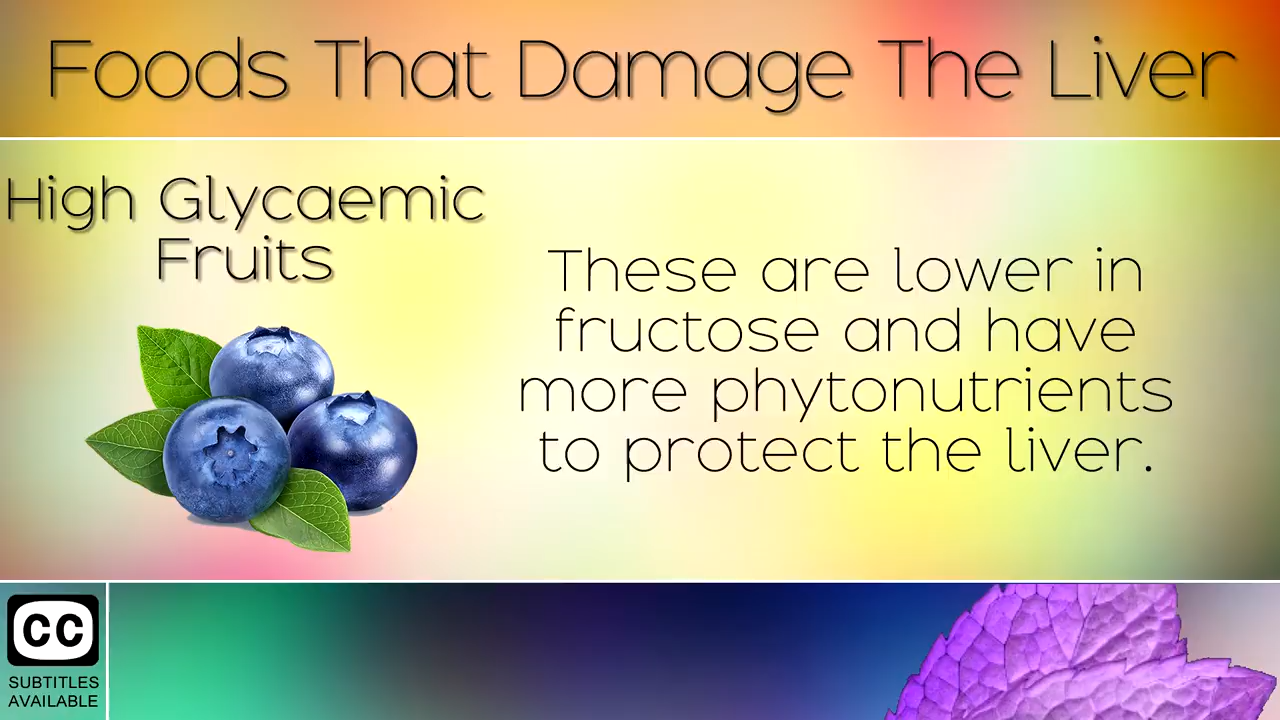 Foods That Damage The Liver
High Glycaemic
Fruits
These are lower in
fructose and have
more phytonutrients
to protect the liver.
CC
SUBTITLES
AVAILABLE